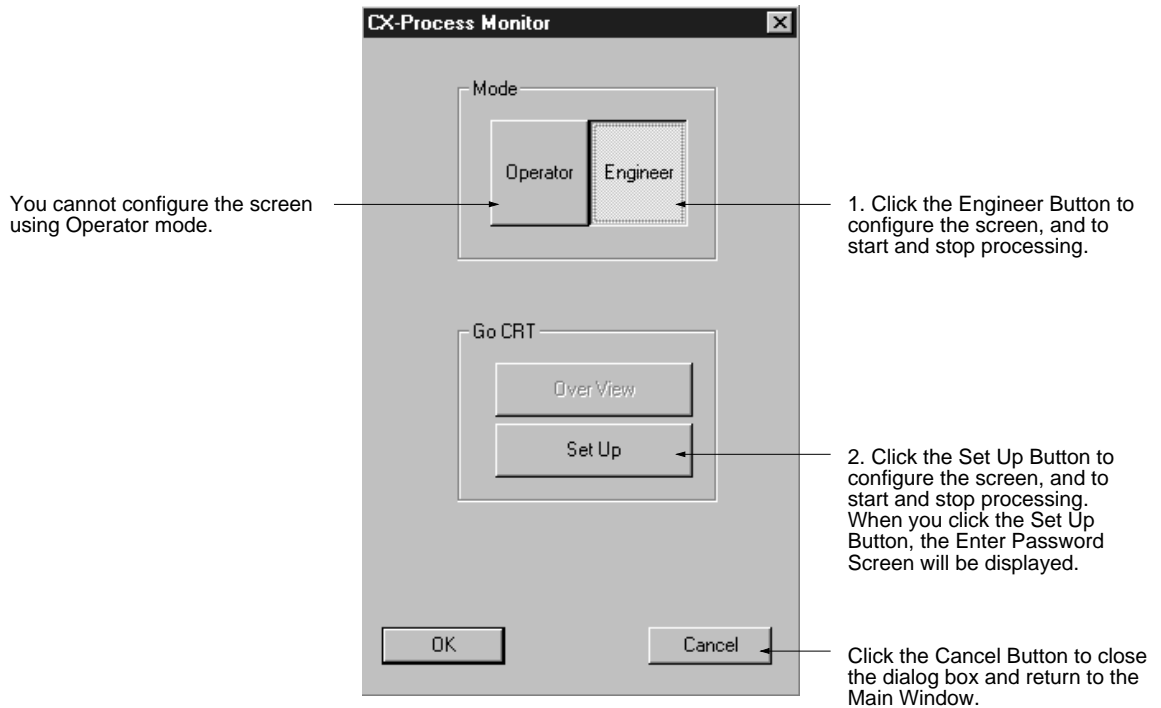 CX-Process Monitor
Mode
Operator
Engineer
You cannot configure the screen
using Operator mode.
1. Click the Engineer Button to
configure the screen, and to
start and stop processing.
Go CRT
Over View
Set Up
2. Click the Set Up Button to
configure the screen, and to
start and stop processing.
When you click the Set Up
Button, the Enter Password
Screen will be displayed.
OK
Cancel
Click the Cancel Button to close
the dialog box and return to the
Main Window.